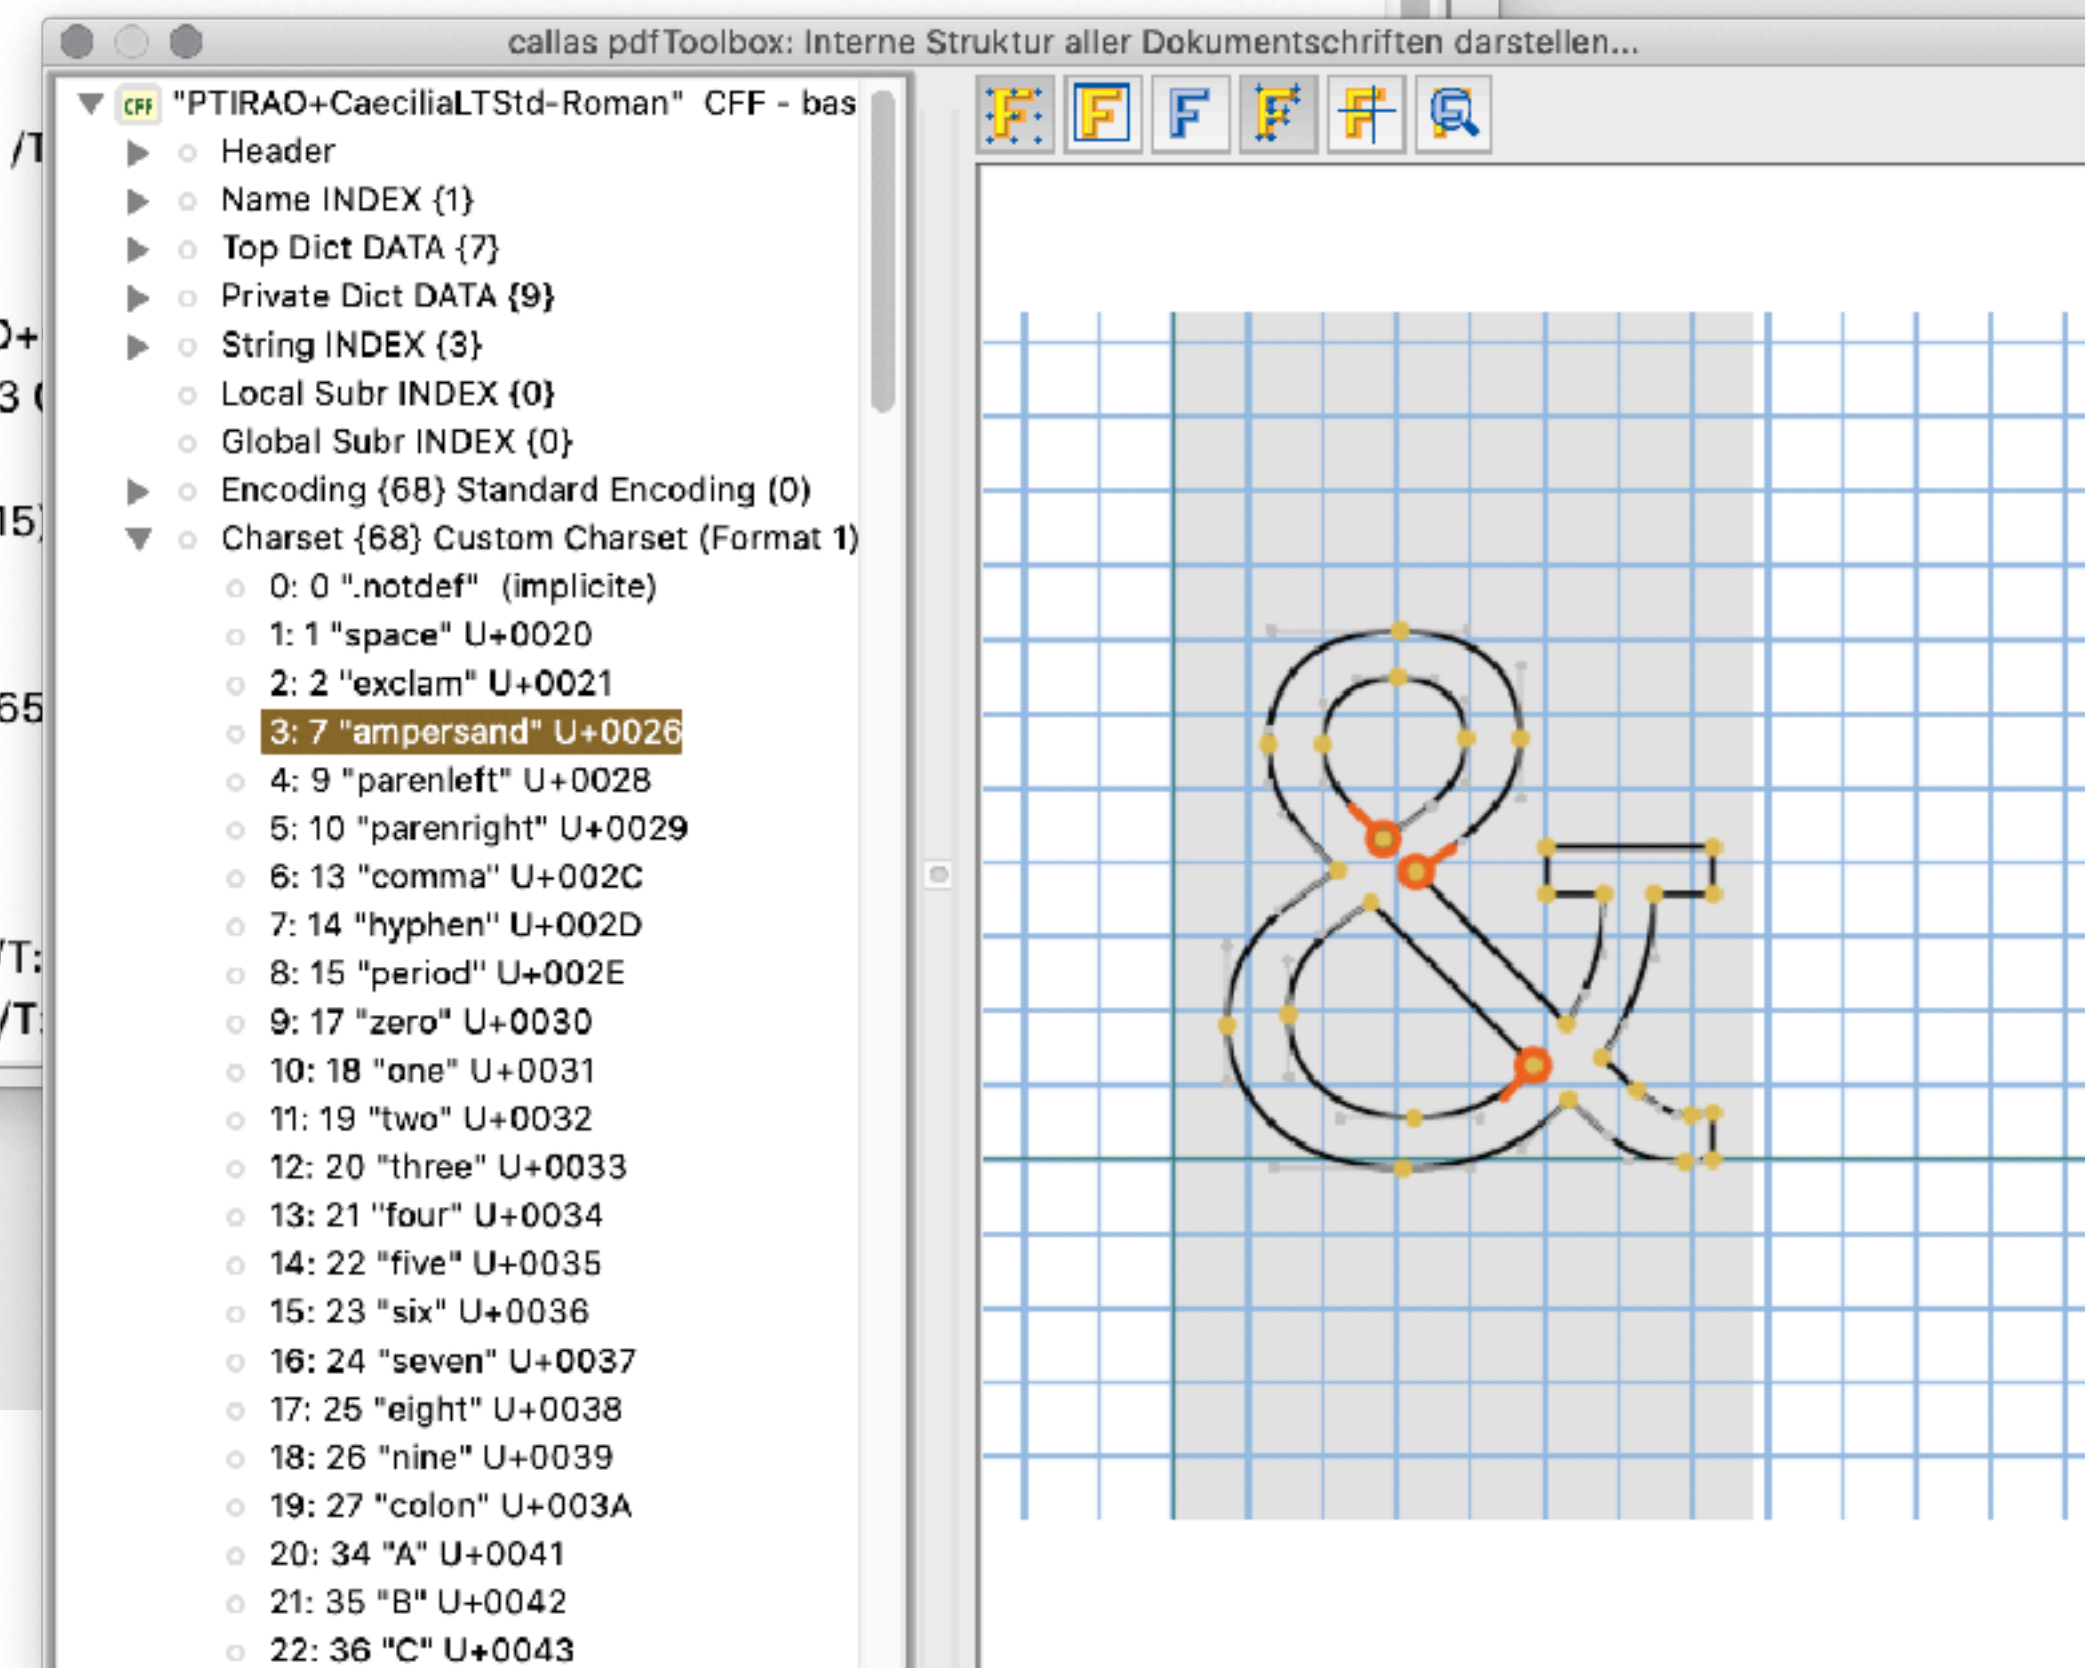 callas pdfToolbox: Interne Struktur aller Dokumentschriften darstellen...
CFF "PTIRAO+CaeciliaLTStd-Roman" CFF - bas
Header
Name INDEX {1}
Top Dict DATA {7}
Private Dict DATA {9}
String INDEX {3}
Local Subr INDEX {0}
Global Subr INDEX {0}
Encoding {68} Standard Encoding (0)
Charset {68} Custom Charset (Format 1)
0: 0 ".notdef" (implicite)
1: 1 "space" U+0020
2: 2 "exclam" U+0021
3: 7 "ampersand" U+0026
4: 9 "parenleft" U+0028
5: 10 "parenright" U+0029
6: 13 "comma" U+002C
7: 14 "hyphen" U+002D
8: 15 "period" U+002E
9: 17 "zero" U+0030
10: 18 "one" U+0031
11: 19 "two" U+0032
12: 20 "three" U+0033
13: 21 "four" U+0034
14: 22 "five" U+0035
15: 23 "six" U+0036
16: 24 "seven" U+0037
17: 25 "eight" U+0038
18: 26 "nine" U+0039
19: 27 "colon" U+003A
20: 34 "A" U+0041
21: 35 "B" U+0042
22: 36 "C" U+0043
/T
15)
65
/T:
/T:
&